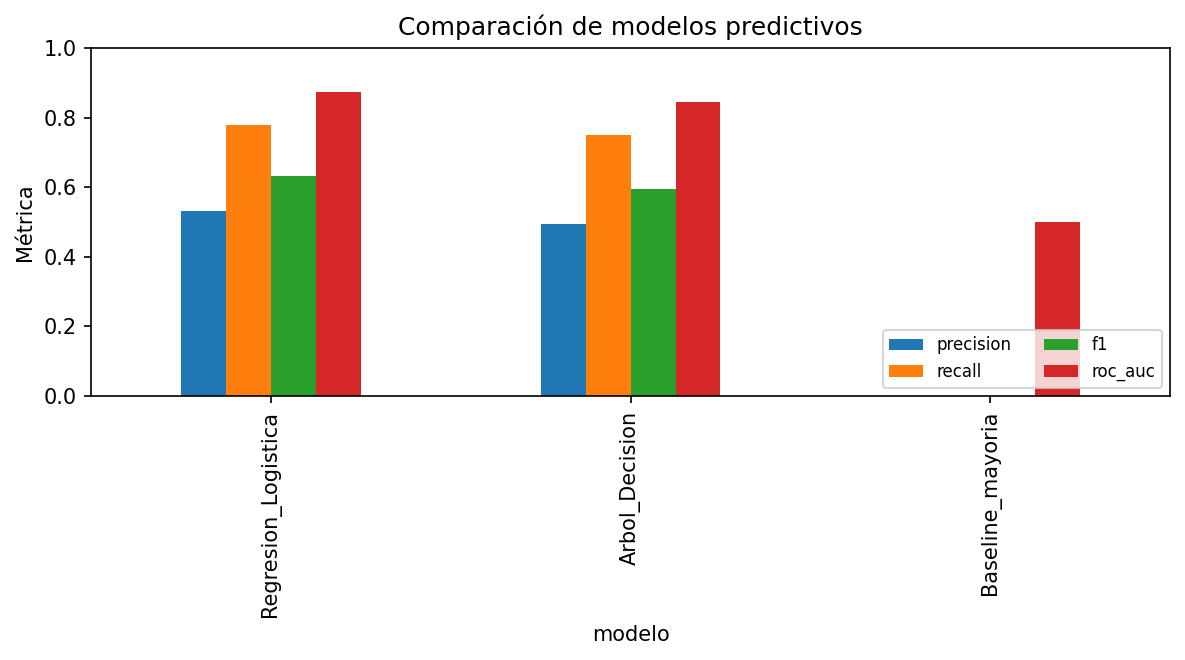 Comparación de modelos predictivos
Métrica
1.0
0.8
0.6
0.4
0.2
0.0
precision
recall
f1
roc_auc
Regresion_Logistica
Arbol_Decision
Baseline_mayoria
modelo